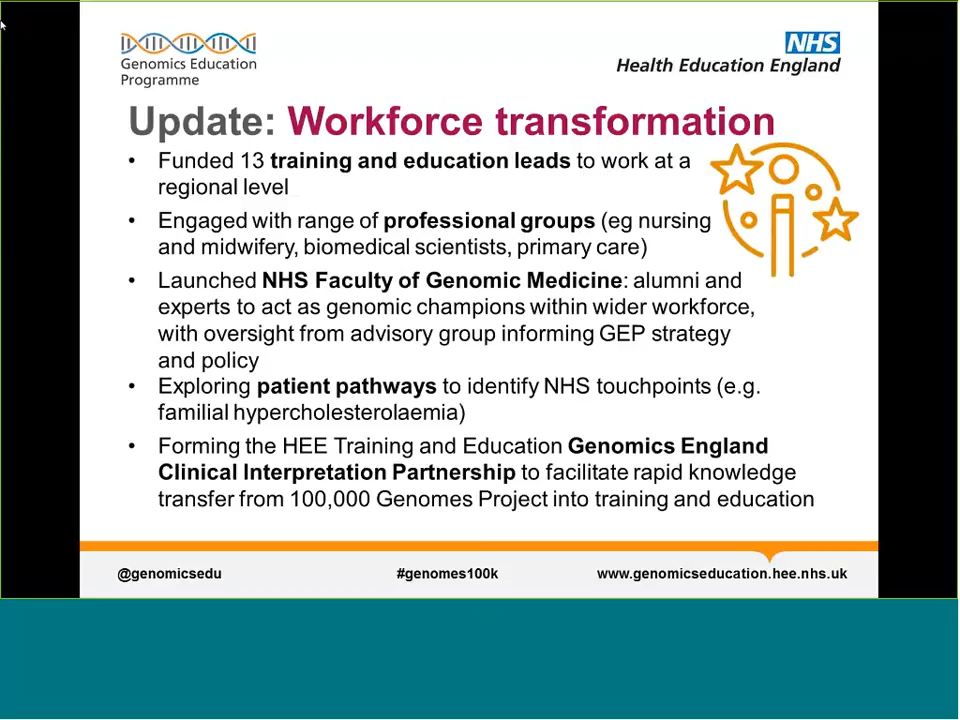 Genomics Education
Programme
NHS
Health Education England
Update: Workforce transformation
• Funded 13 training and education leads to work at a
regional level
• Engaged with range of professional groups (eg nursing
and midwifery, biomedical scientists, primary care)
• Launched NHS Faculty of Genomic Medicine: alumni and
experts to act as genomic champions within wider workforce,
with oversight from advisory group informing GEP strategy
and policy
• Exploring patient pathways to identify NHS touchpoints (e.g.
familial hypercholesterolaemia)
• Forming the HEE Training and Education Genomics England
Clinical Interpretation Partnership to facilitate rapid knowledge
transfer from 100,000 Genomes Project into training and education
@genomicsedu
#genomes100k
www.genomicseducation.hee.nhs.uk